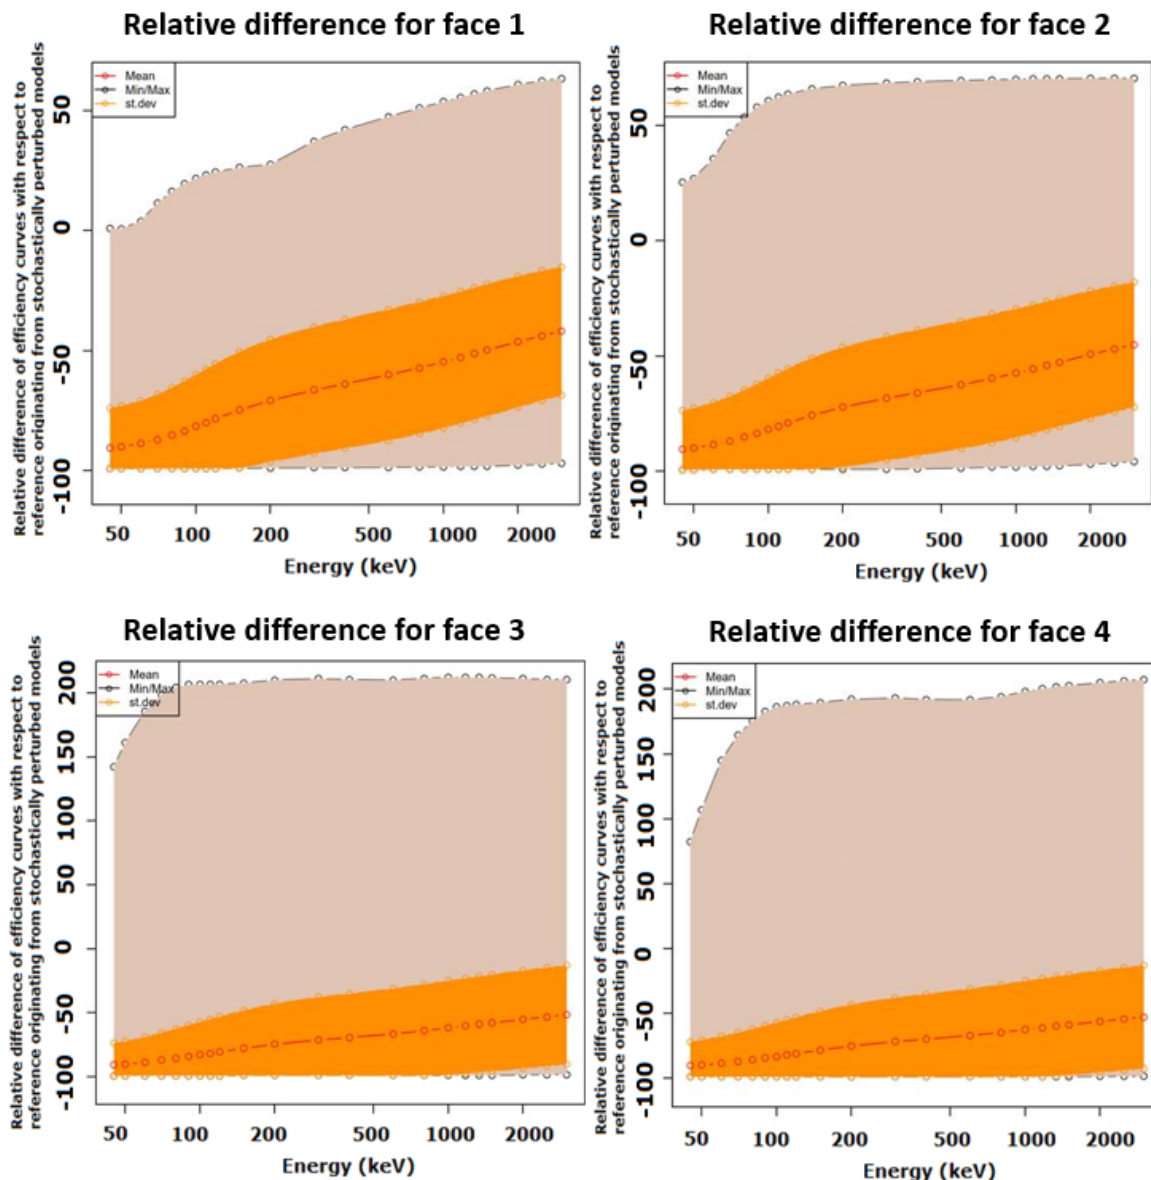 Relative difference for face 1
Relative difference of efficiency curves with respect to
reference originating from stochastically perturbed models
Mean
Min/Max
st.dev
50
0
-50
-100
50 100 200 500 1000 2000
Energy (keV)
Relative difference for face 2
Relative difference of efficiency curves with respect to
reference originating from stochastically perturbed models
Mean
Min/Max
st.dev
50
0
-50
-100
50 100 200 500 1000 2000
Energy (keV)
Relative difference for face 3
Relative difference of efficiency curves with respect to
reference originating from stochastically perturbed models
Mean
Min/Max
st.dev
200
150
100
50
0
-50
-100
50 100 200 500 1000 2000
Energy (keV)
Relative difference for face 4
Relative difference of efficiency curves with respect to
reference originating from stochastically perturbed models
Mean
Min/Max
st.dev
200
150
100
50
0
-50
-100
50 100 200 500 1000 2000
Energy (keV)